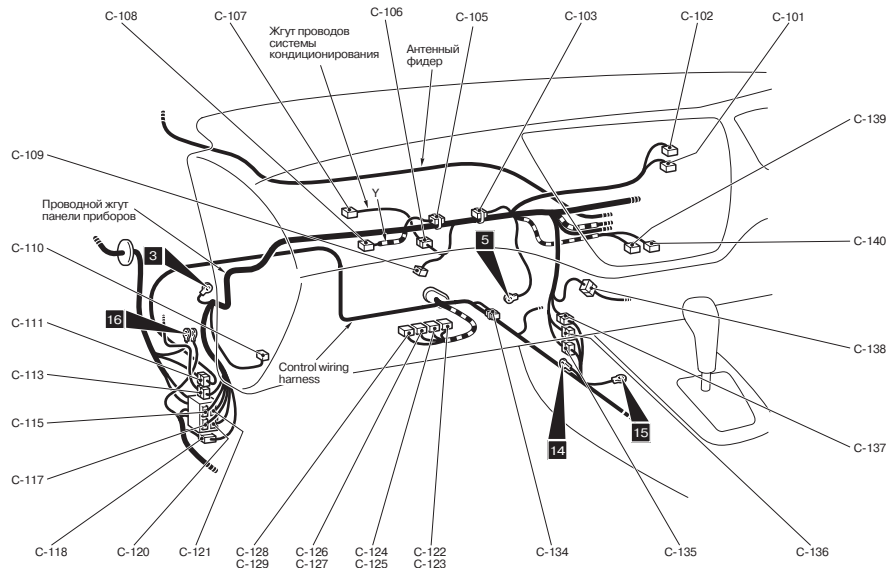 C-108
C-107
C-106
C-105
C-103
C-102
C-101
Жгут проводов
системы
кондиционирования
Антенный
фидер
C-139
C-109
Y
Проводной жгут
панели приборов
C-110
3
5
C-140
16
C-111
C-138
Control wiring
harness
C-113
C-115
14
15
C-137
C-117
C-118
C-120
C-121
C-128
C-129
C-126
C-127
C-124
C-125
C-122
C-123
C-134
C-135
C-136